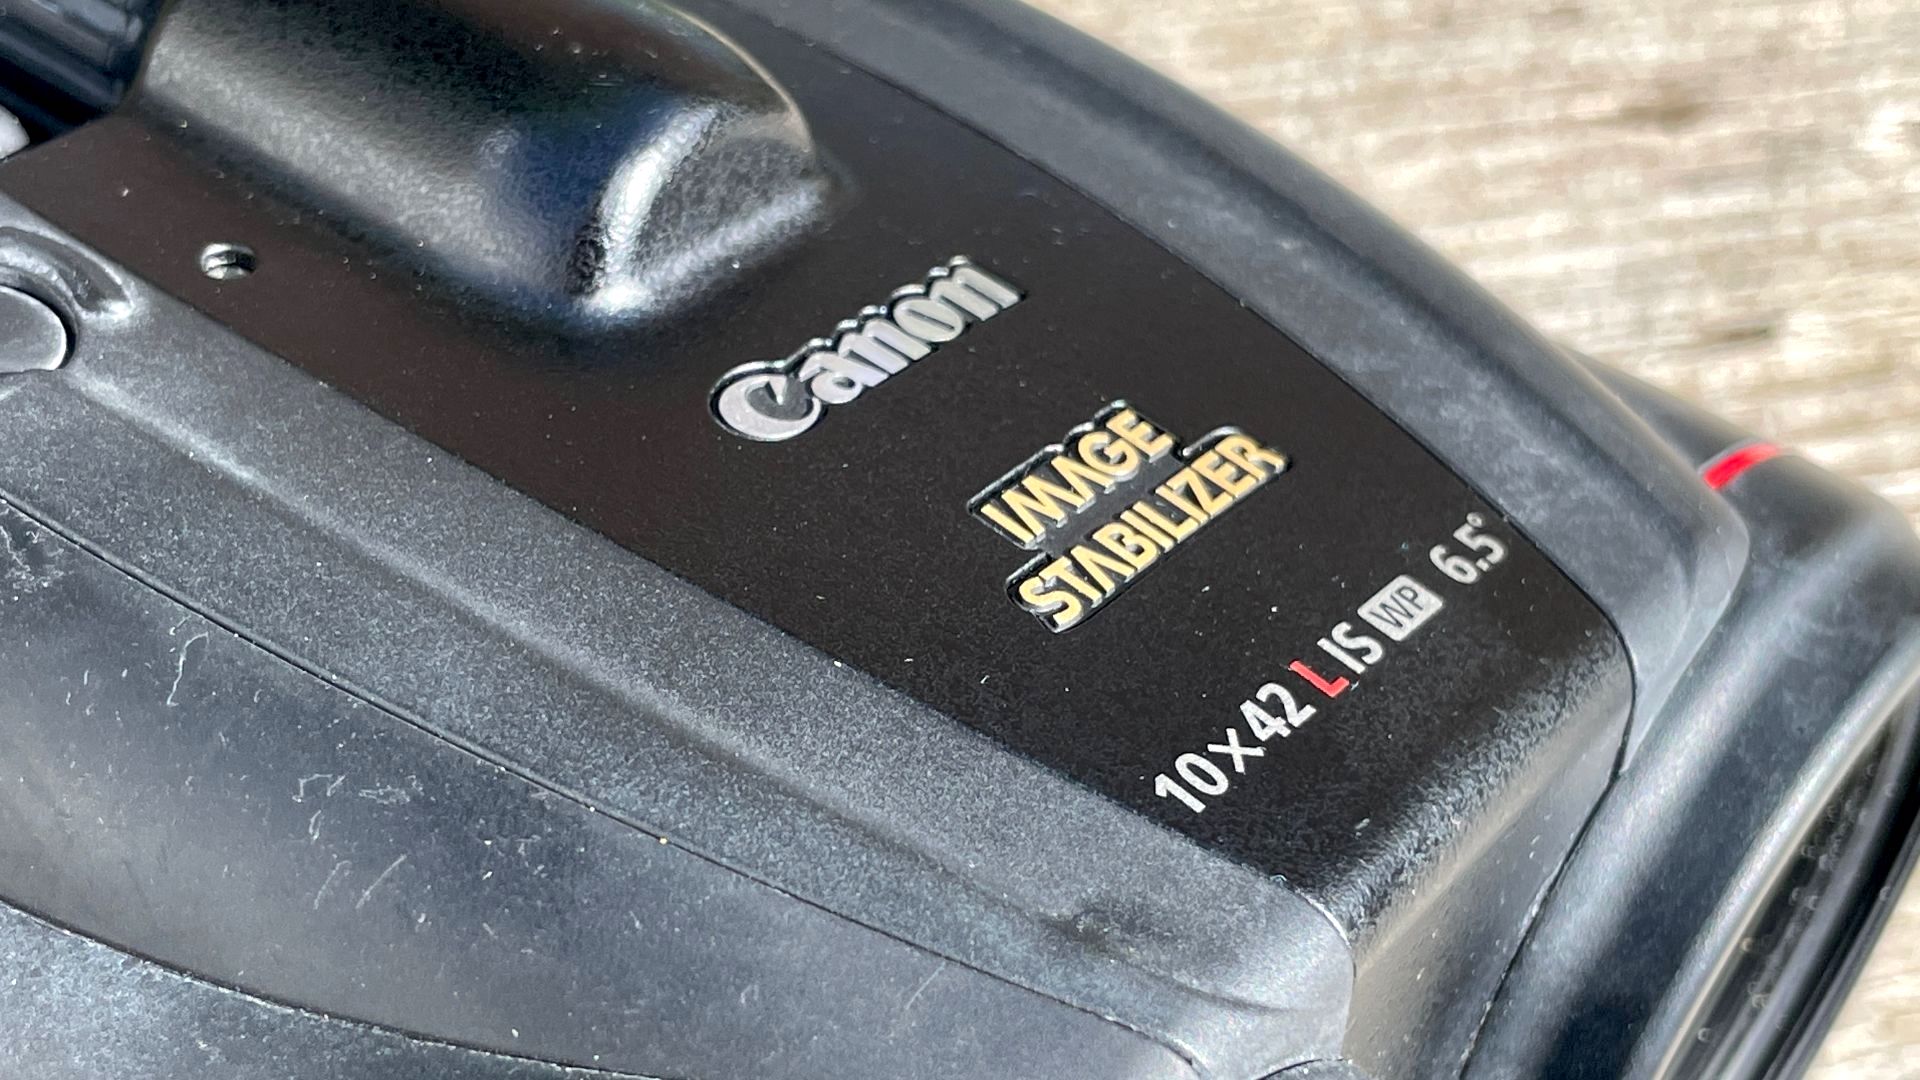 Canon
IMAGE
STABILIZER
10×42 L IS WP 6.5°